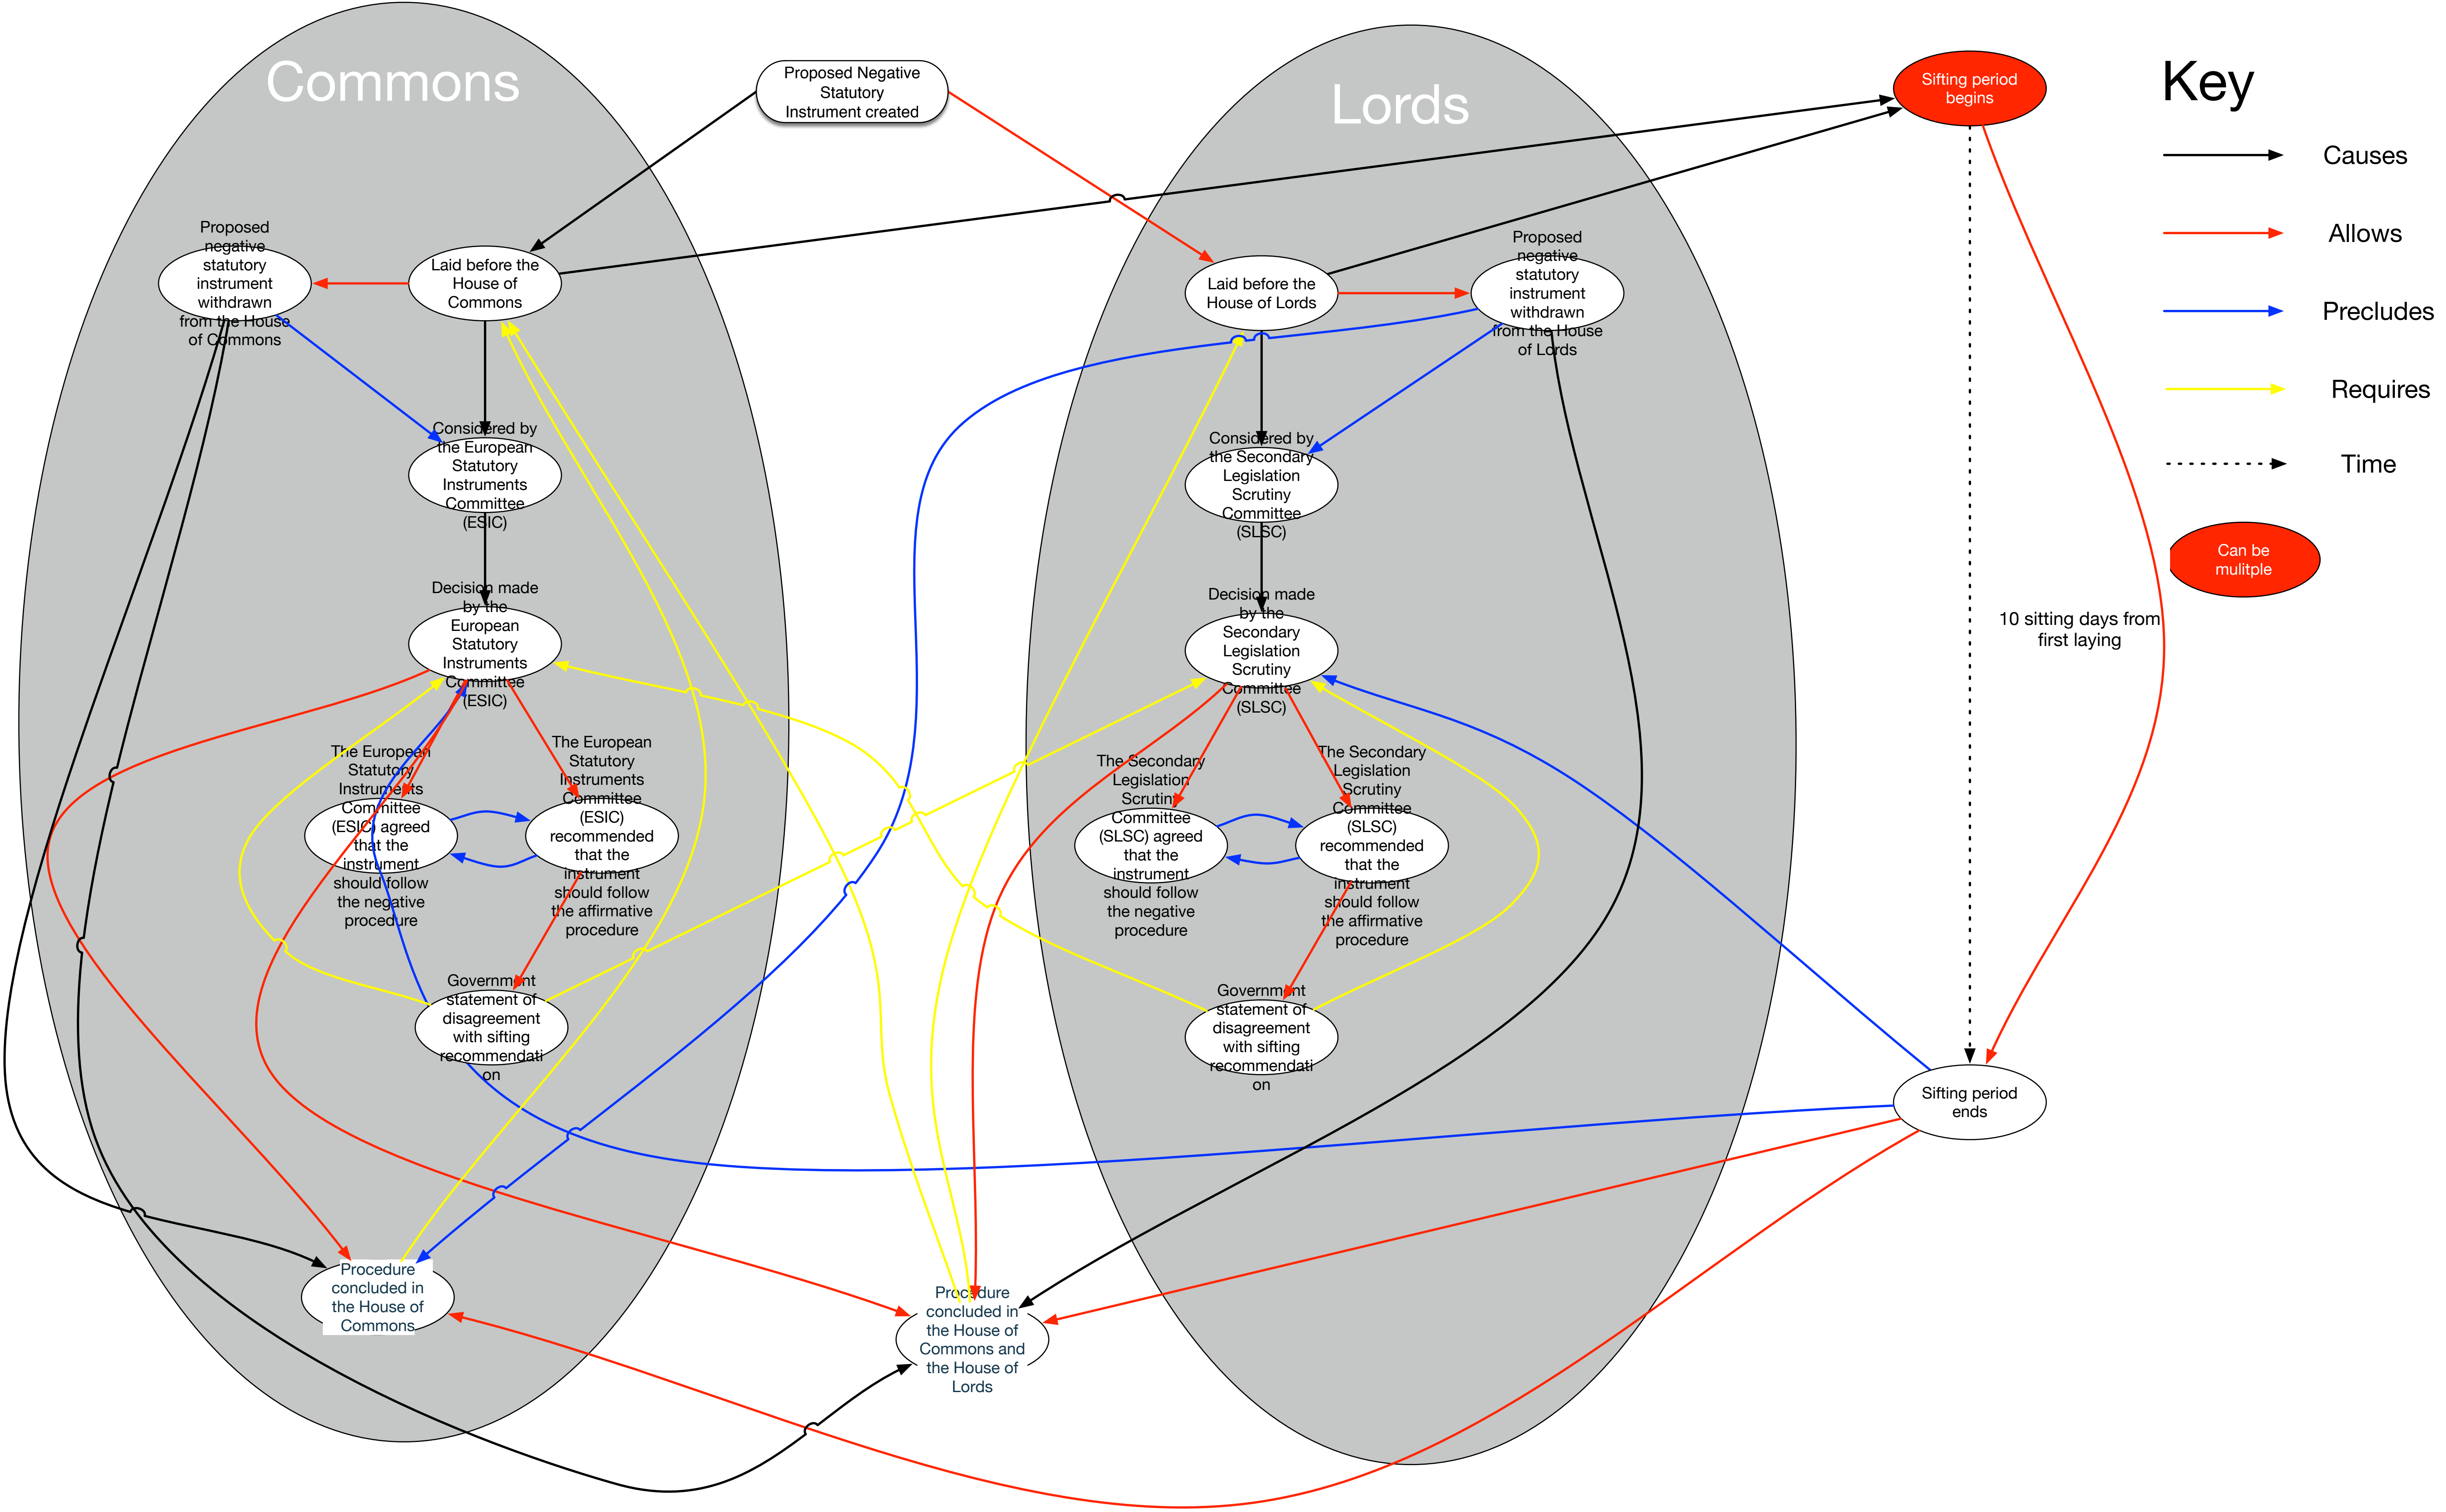 Commons
Lords
Key
Proposed Negative
Statutory
Instrument created
Sifting period
begins
Causes
Allows
Precludes
Requires
Time
Can be
mulitple
Proposed
negative
statutory
instrument
withdrawn
from the House
of Commons
Laid before the
House of
Commons
Laid before the
House of Lords
Proposed
negative
statutory
instrument
withdrawn
from the House
of Lords
Considered by
the European
Statutory
Instruments
Committee
(ESIC)
Considered by
the Secondary
Legislation
Scrutiny
Committee
(SLSC)
Decision made
by the
European
Statutory
Instruments
Committee
(ESIC)
Decision made
by the
Secondary
Legislation
Scrutiny
Committee
(SLSC)
10 sitting days from
first laying
The European
Statutory
Instruments
Committee
(ESIC) agreed
that the
instrument
should follow
the negative
procedure
The European
Statutory
Instruments
Committee
(ESIC)
recommended
that the
instrument
should follow
the affirmative
procedure
The Secondary
Legislation
Scrutiny
Committee
(SLSC) agreed
that the
instrument
should follow
the negative
procedure
The Secondary
Legislation
Scrutiny
Committee
(SLSC)
recommended
that the
instrument
should follow
the affirmative
procedure
Government
statement of
disagreement
with sifting
recommendati
on
Government
statement of
disagreement
with sifting
recommendati
on
Sifting period
ends
Procedure
concluded in
the House of
Commons
Procedure
concluded in
the House of
Commons and
the House of
Lords